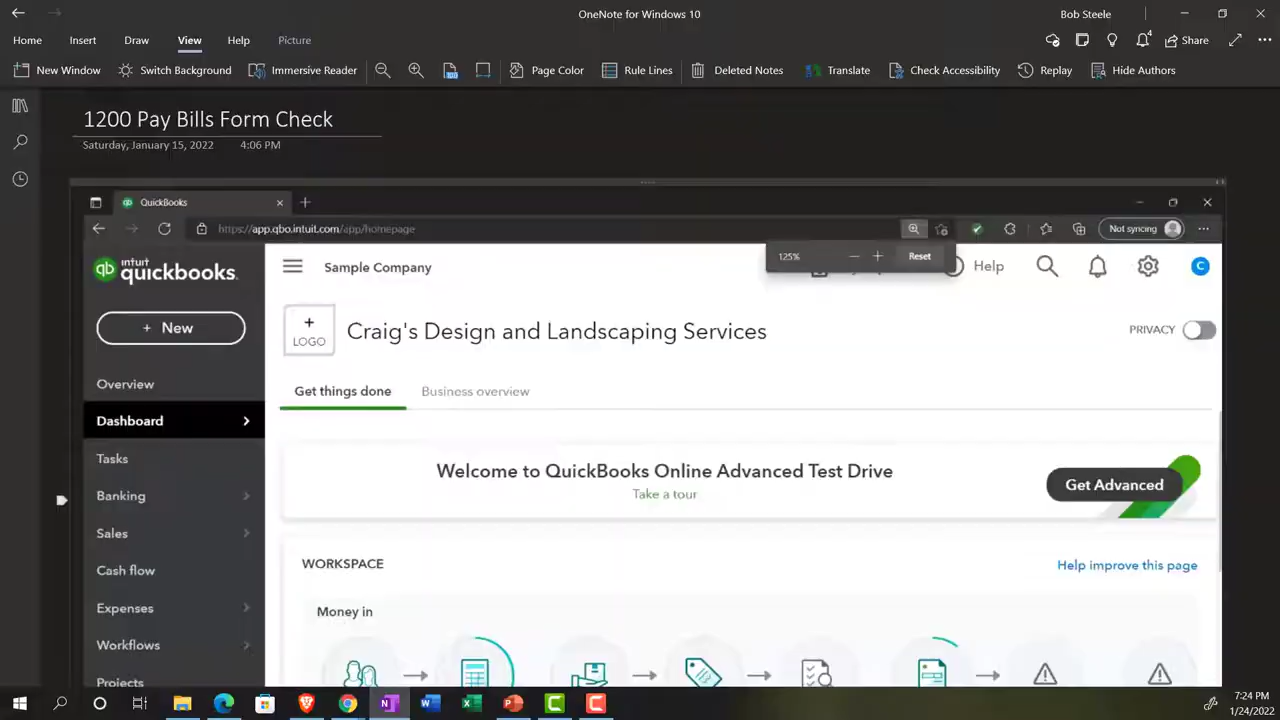 OneNote for Windows 10
Bob Steele
Home Insert Draw View Help Picture
Share
New Window Switch Background Immersive Reader Page Color Rule Lines Deleted Notes Translate Check Accessibility Replay Hide Authors
1200 Pay Bills Form Check
Saturday, January 15, 2022 4:06 PM
QuickBooks
https://app.qbo.intuit.com/app/homepage
Not syncing
125%
Reset
intuit
quickbooks.
Sample Company
Help
C
+ New
+
LOGO
Craig's Design and Landscaping Services
PRIVACY
Overview
Get things done
Business overview
Dashboard
Tasks
Welcome to QuickBooks Online Advanced Test Drive
Take a tour
Get Advanced
Banking
Sales
Cash flow
WORKSPACE
Help improve this page
Expenses
Money in
Workflows
Projects
7:24 PM
1/24/2022